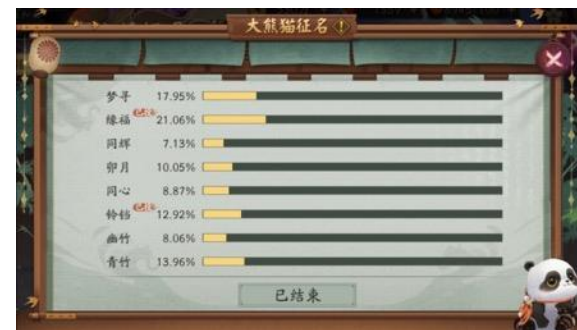 大熊猫征名
梦寻 17.95%
缘福 21.06%
同辉 7.13%
卯月 10.05%
同心 8.87%
铃铛 12.92%
幽竹 8.06%
青竹 13.96%
已结束